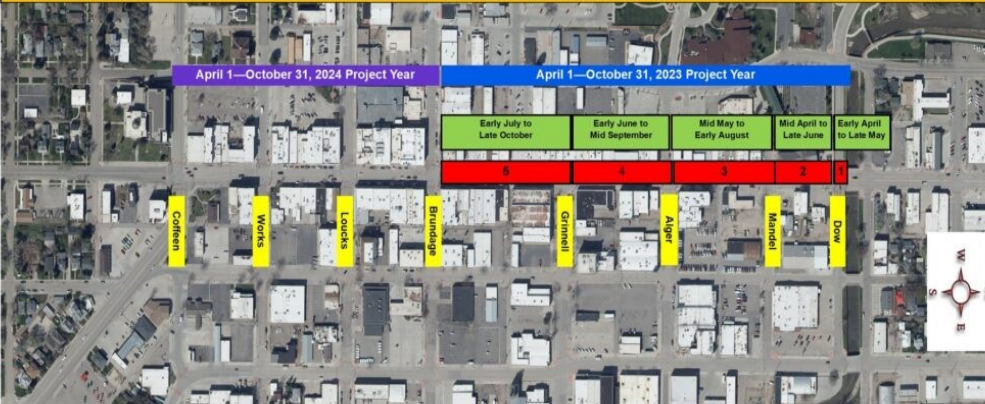 April 1—October 31, 2024 Project Year
April 1—October 31, 2023 Project Year
Early July to
Late October
Early June to
Mid September
Mid May to
Early August
Mid April to
Late June
Early April
to Late May
5
4
3
2
1
Coffeen
Works
Loucks
Brundage
Grinnell
Alger
Mandel
Dow
W
S
E